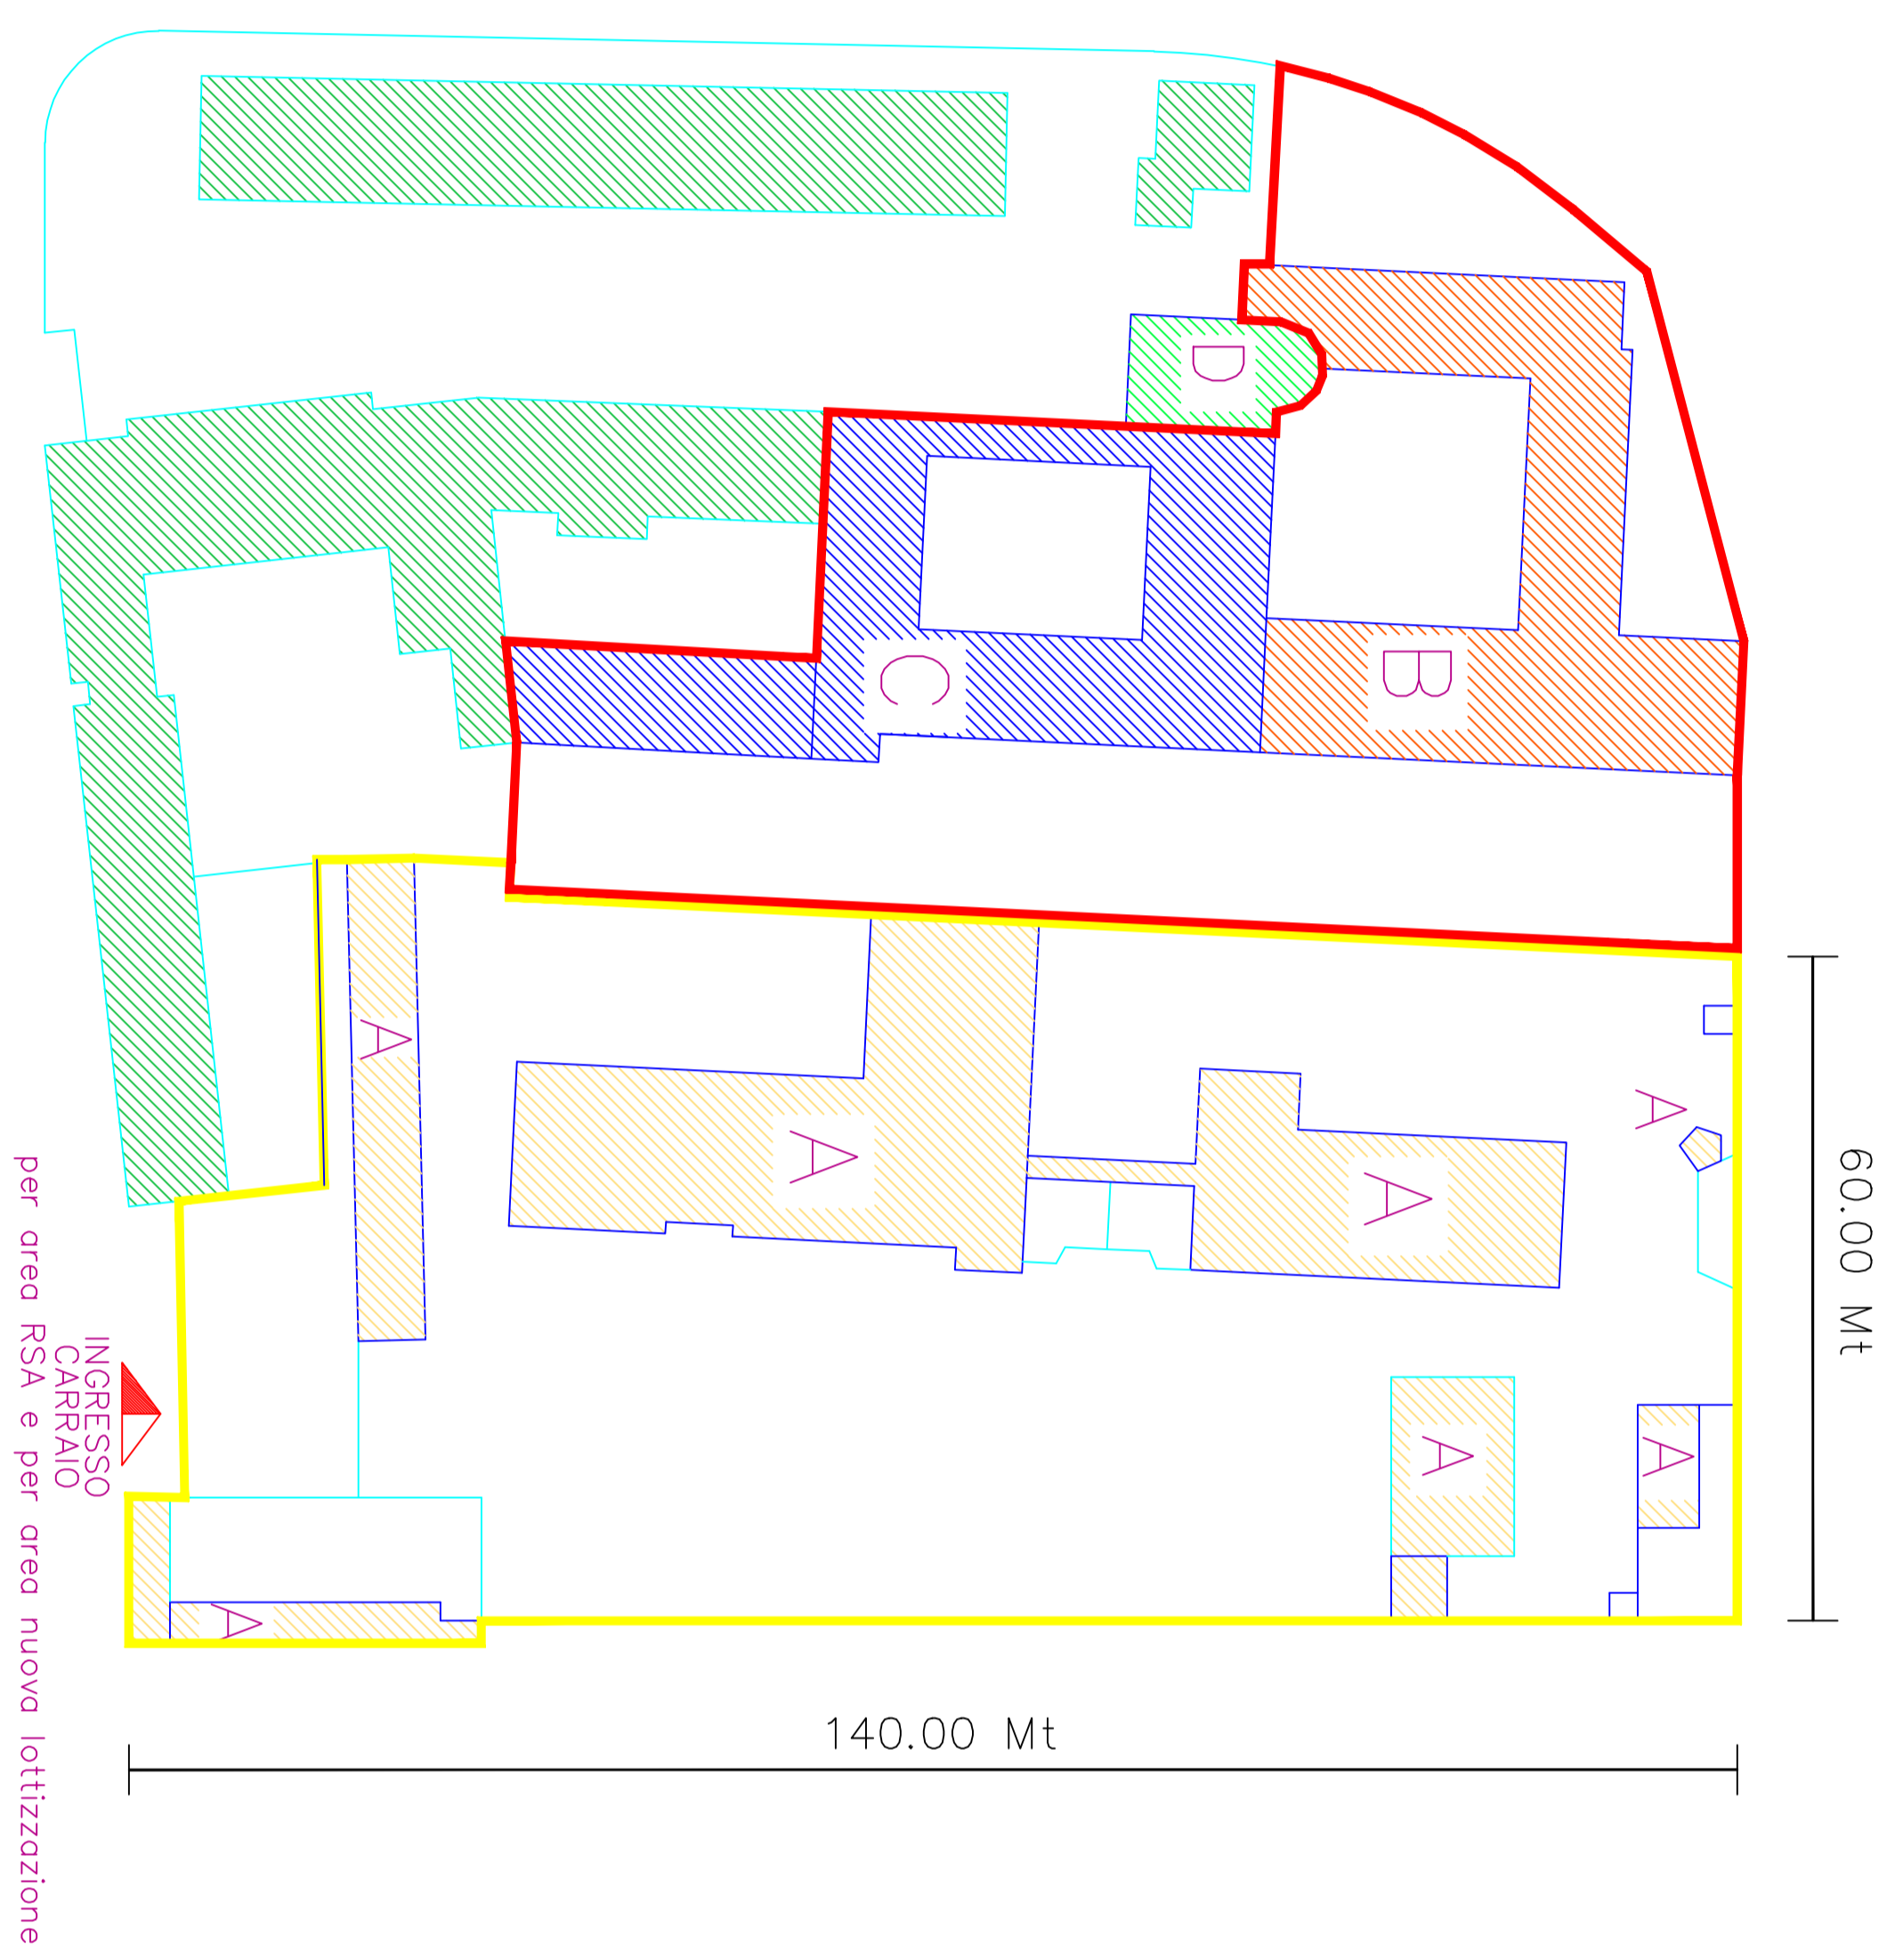 D
C
B
A
A
A
A
A
A
A
60.00 Mt
INGRESSO
CARRAIO
per area RSA e per area nuova lottizzazione
140.00 Mt